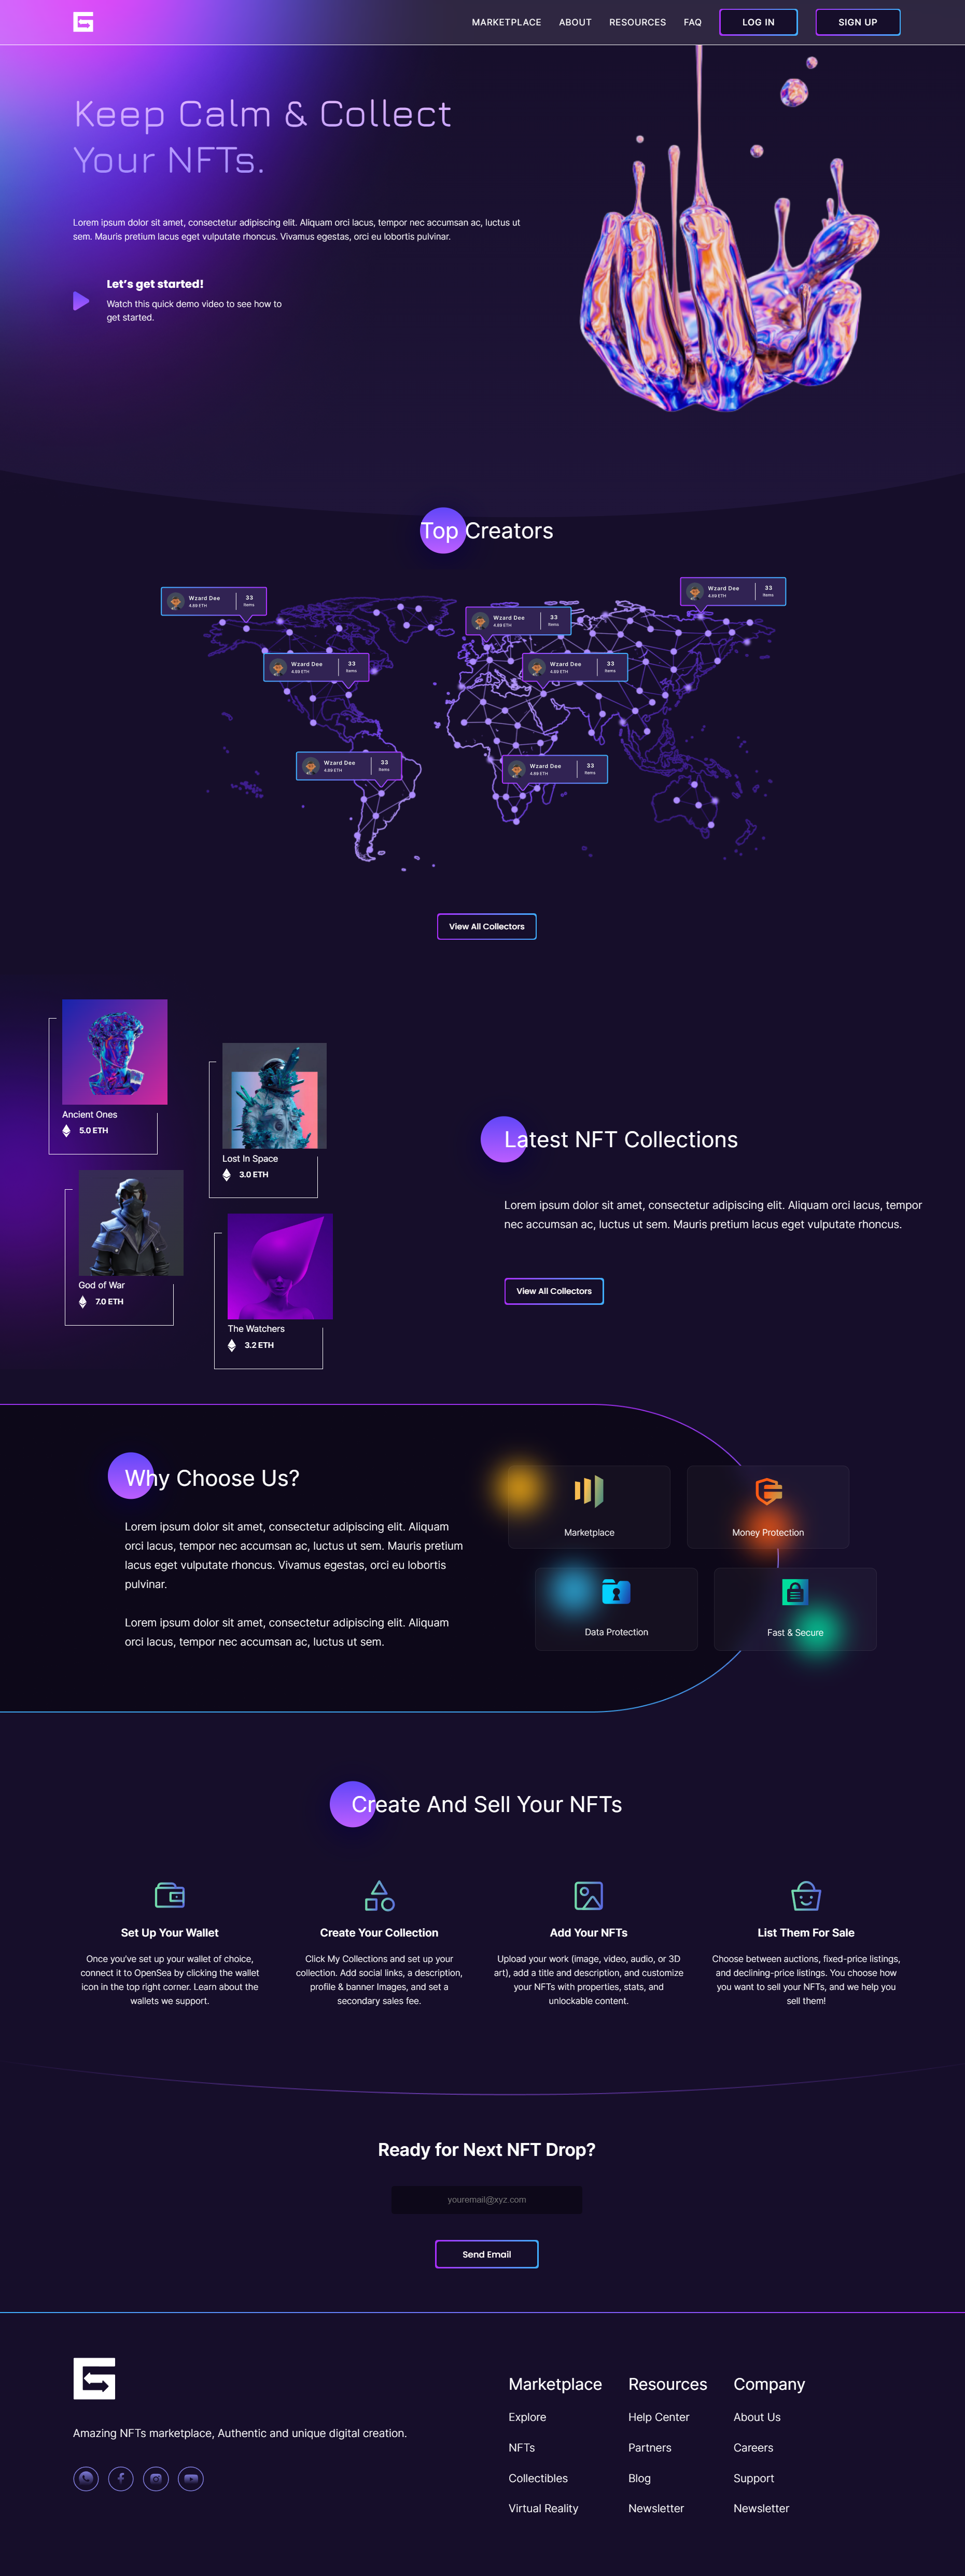 MARKETPLACE ABOUT RESOURCES FAQ LOG IN SIGN UP
Keep Calm & Collect
Your NFTs.
Lorem ipsum dolor sit amet, consectetur adipiscing elit. Aliquam orci lacus, tempor nec accumsan ac, luctus ut
sem. Mauris pretium lacus eget vulputate rhoncus. Vivamus egestas, orci eu lobortis pulvinar.
Let's get started!
Watch this quick demo video to see how to
get started.
Top Creators
Wzard Dee 33
4.69 ETH Items
Wzard Dee 33
4.69 ETH Items
Wzard Dee 33
4.69 ETH Items
Wzard Dee 33
4.69 ETH Items
Wzard Dee 33
4.69 ETH Items
Wzard Dee 33
4.69 ETH Items
Wzard Dee 33
4.69 ETH Items
View All Collectors
Ancient Ones
5.0 ETH
Lost In Space
3.0 ETH
God of War
7.0 ETH
The Watchers
3.2 ETH
Latest NFT Collections
Lorem ipsum dolor sit amet, consectetur adipiscing elit. Aliquam orci lacus, tempor
nec accumsan ac, luctus ut sem. Mauris pretium lacus eget vulputate rhoncus.
View All Collectors
Why Choose Us?
Lorem ipsum dolor sit amet, consectetur adipiscing elit. Aliquam
orci lacus, tempor nec accumsan ac, luctus ut sem. Mauris pretium
lacus eget vulputate rhoncus. Vivamus egestas, orci eu lobortis
pulvinar.
Lorem ipsum dolor sit amet, consectetur adipiscing elit. Aliquam
orci lacus, tempor nec accumsan ac, luctus ut sem.
Marketplace
Money Protection
Data Protection
Fast & Secure
Create And Sell Your NFTs
Set Up Your Wallet
Once you've set up your wallet of choice,
connect it to OpenSea by clicking the wallet
icon in the top right corner. Learn about the
wallets we support.
Create Your Collection
Click My Collections and set up your
collection. Add social links, a description,
profile & banner Images, and set a
secondary sales fee.
Add Your NFTs
Upload your work (image, video, audio, or 3D
art), add a title and description, and customize
your NFTs with properties, stats, and
unlockable content.
List Them For Sale
Choose between auctions, fixed-price listings,
and declining-price listings. You choose how
you want to sell your NFTs, and we help you
sell them!
Ready for Next NFT Drop?
youremail@xyz.com
Send Email
Amazing NFTs marketplace, Authentic and unique digital creation.
Marketplace
Explore
NFTs
Collectibles
Virtual Reality
Resources
Help Center
Partners
Blog
Newsletter
Company
About Us
Careers
Support
Newsletter